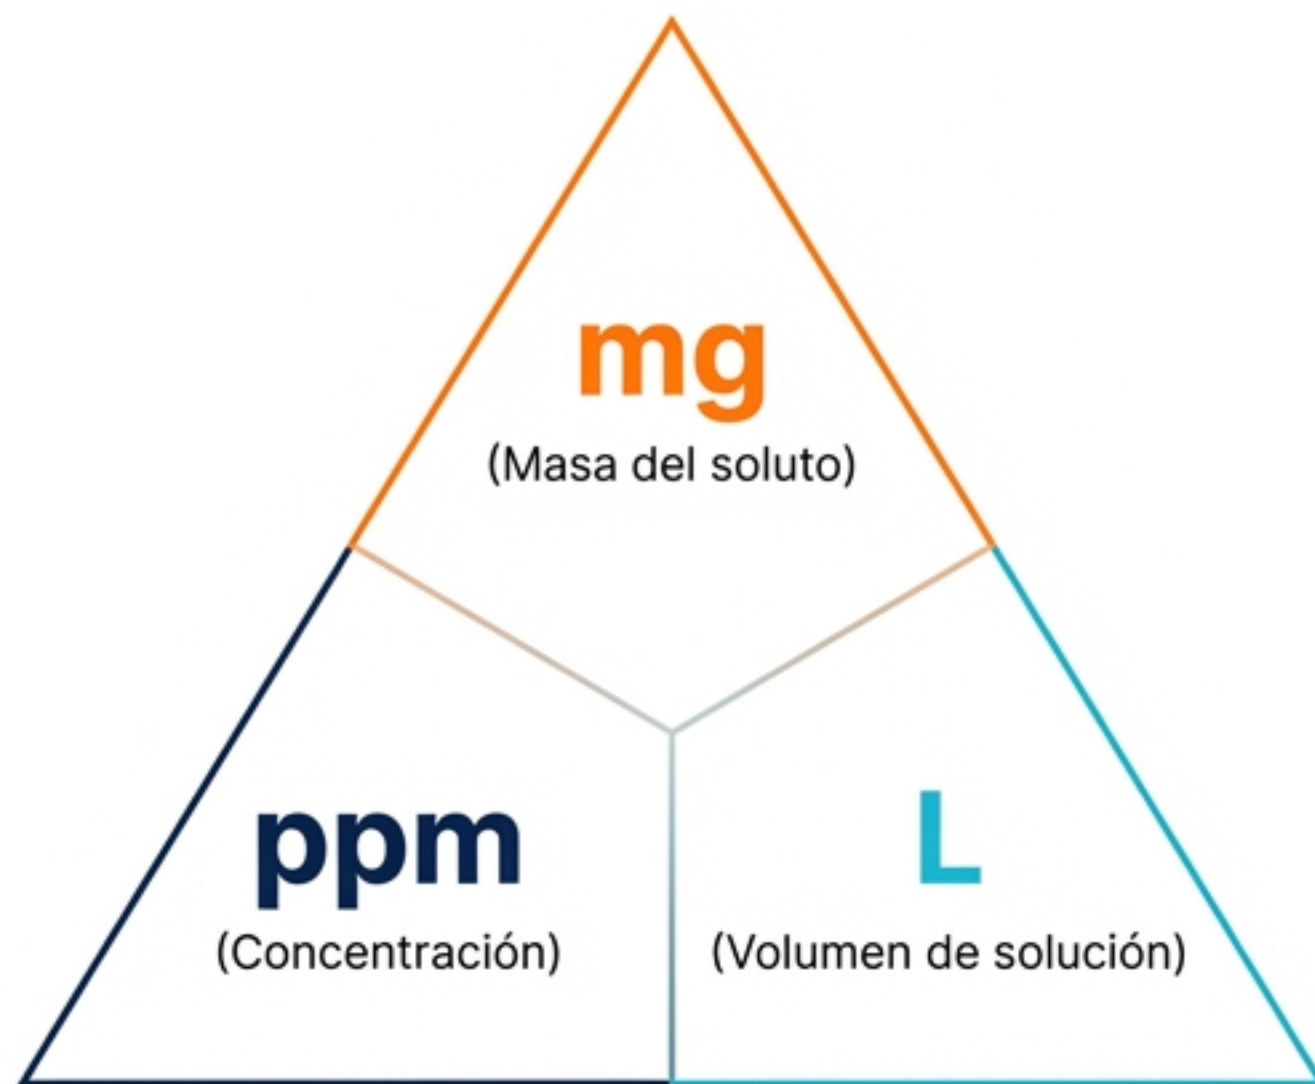 mg
(Masa del soluto)
ppm
(Concentración)
L
(Volumen de solución)